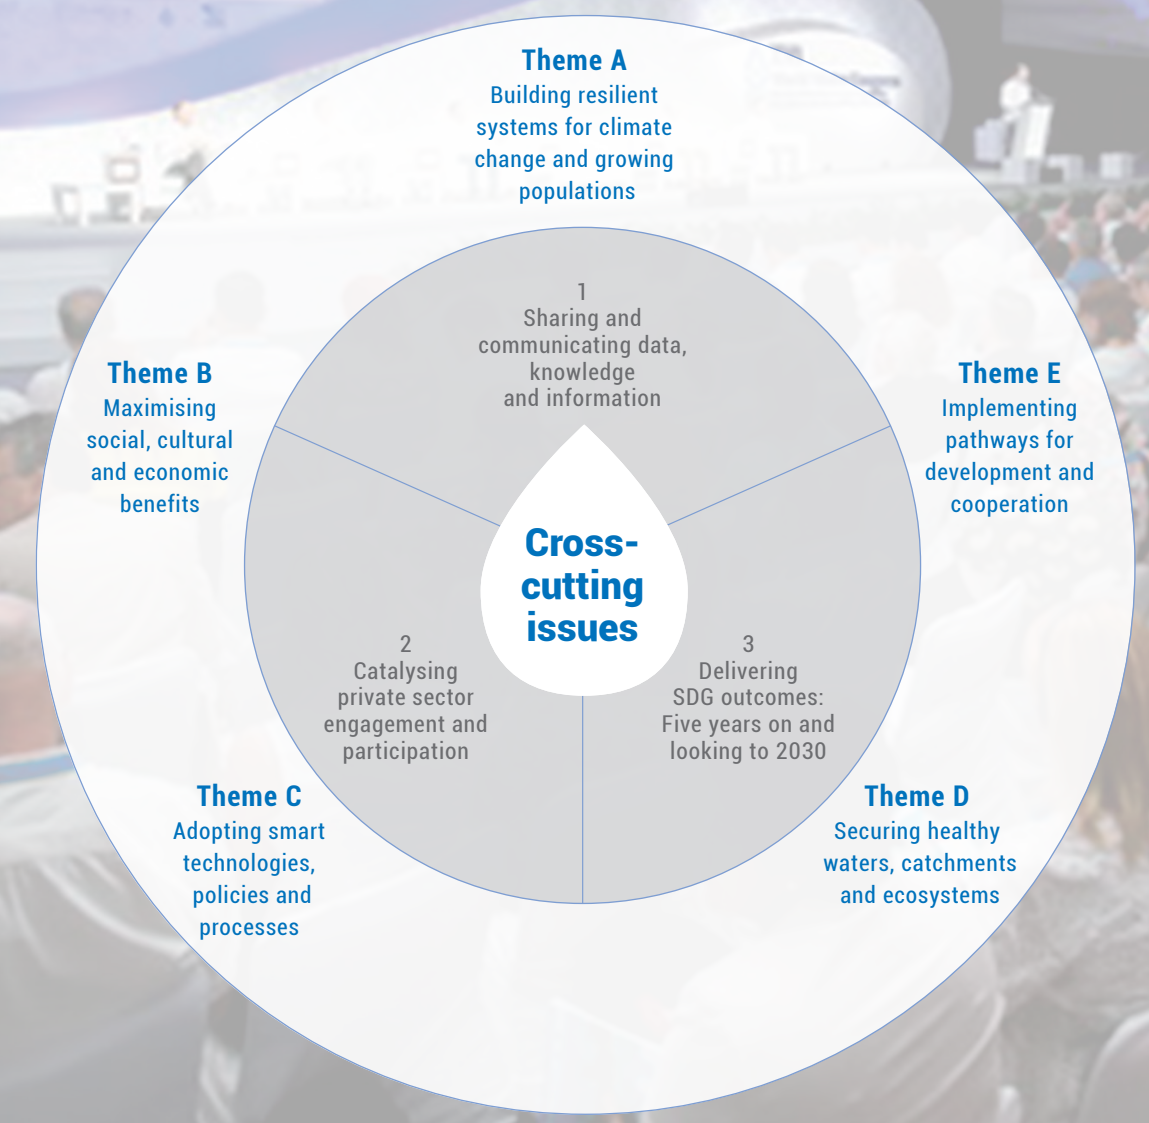 Theme A
Building resilient
systems for climate
change and growing
populations
1
Sharing and
communicating data,
knowledge
and information
Theme B
Maximising
social, cultural
and economic
benefits
Theme E
Implementing
pathways for
development and
cooperation
Cross-
cutting
issues
2
Catalysing
private sector
engagement and
participation
3
Delivering
SDG outcomes:
Five years on and
looking to 2030
Theme C
Adopting smart
technologies,
policies and
processes
Theme D
Securing healthy
waters, catchments
and ecosystems